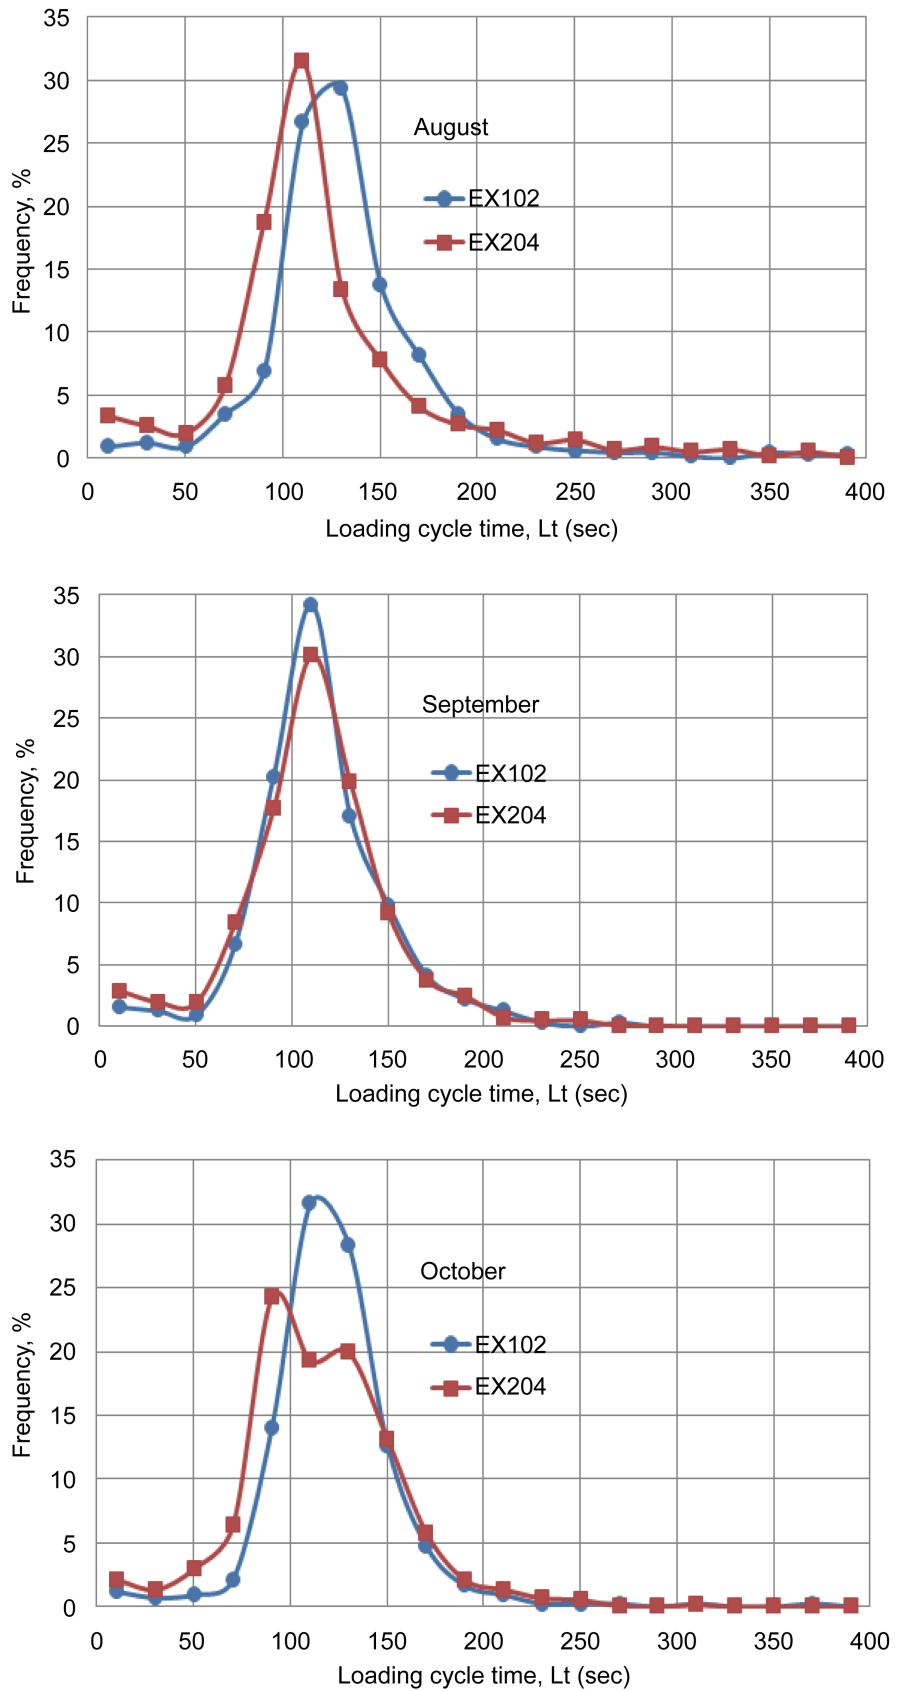 35
30
August
25
EX102
20
EX204
15
10
5
0
Frequency, %
0 50 100 150 200 250 300 350 400
Loading cycle time, Lt (sec)
35
30
September
25
EX102
20
EX204
15
10
5
0
Frequency, %
0 50 100 150 200 250 300 350 400
Loading cycle time, Lt (sec)
35
30
October
25
EX102
20
EX204
15
10
5
0
Frequency, %
0 50 100 150 200 250 300 350 400
Loading cycle time, Lt (sec)